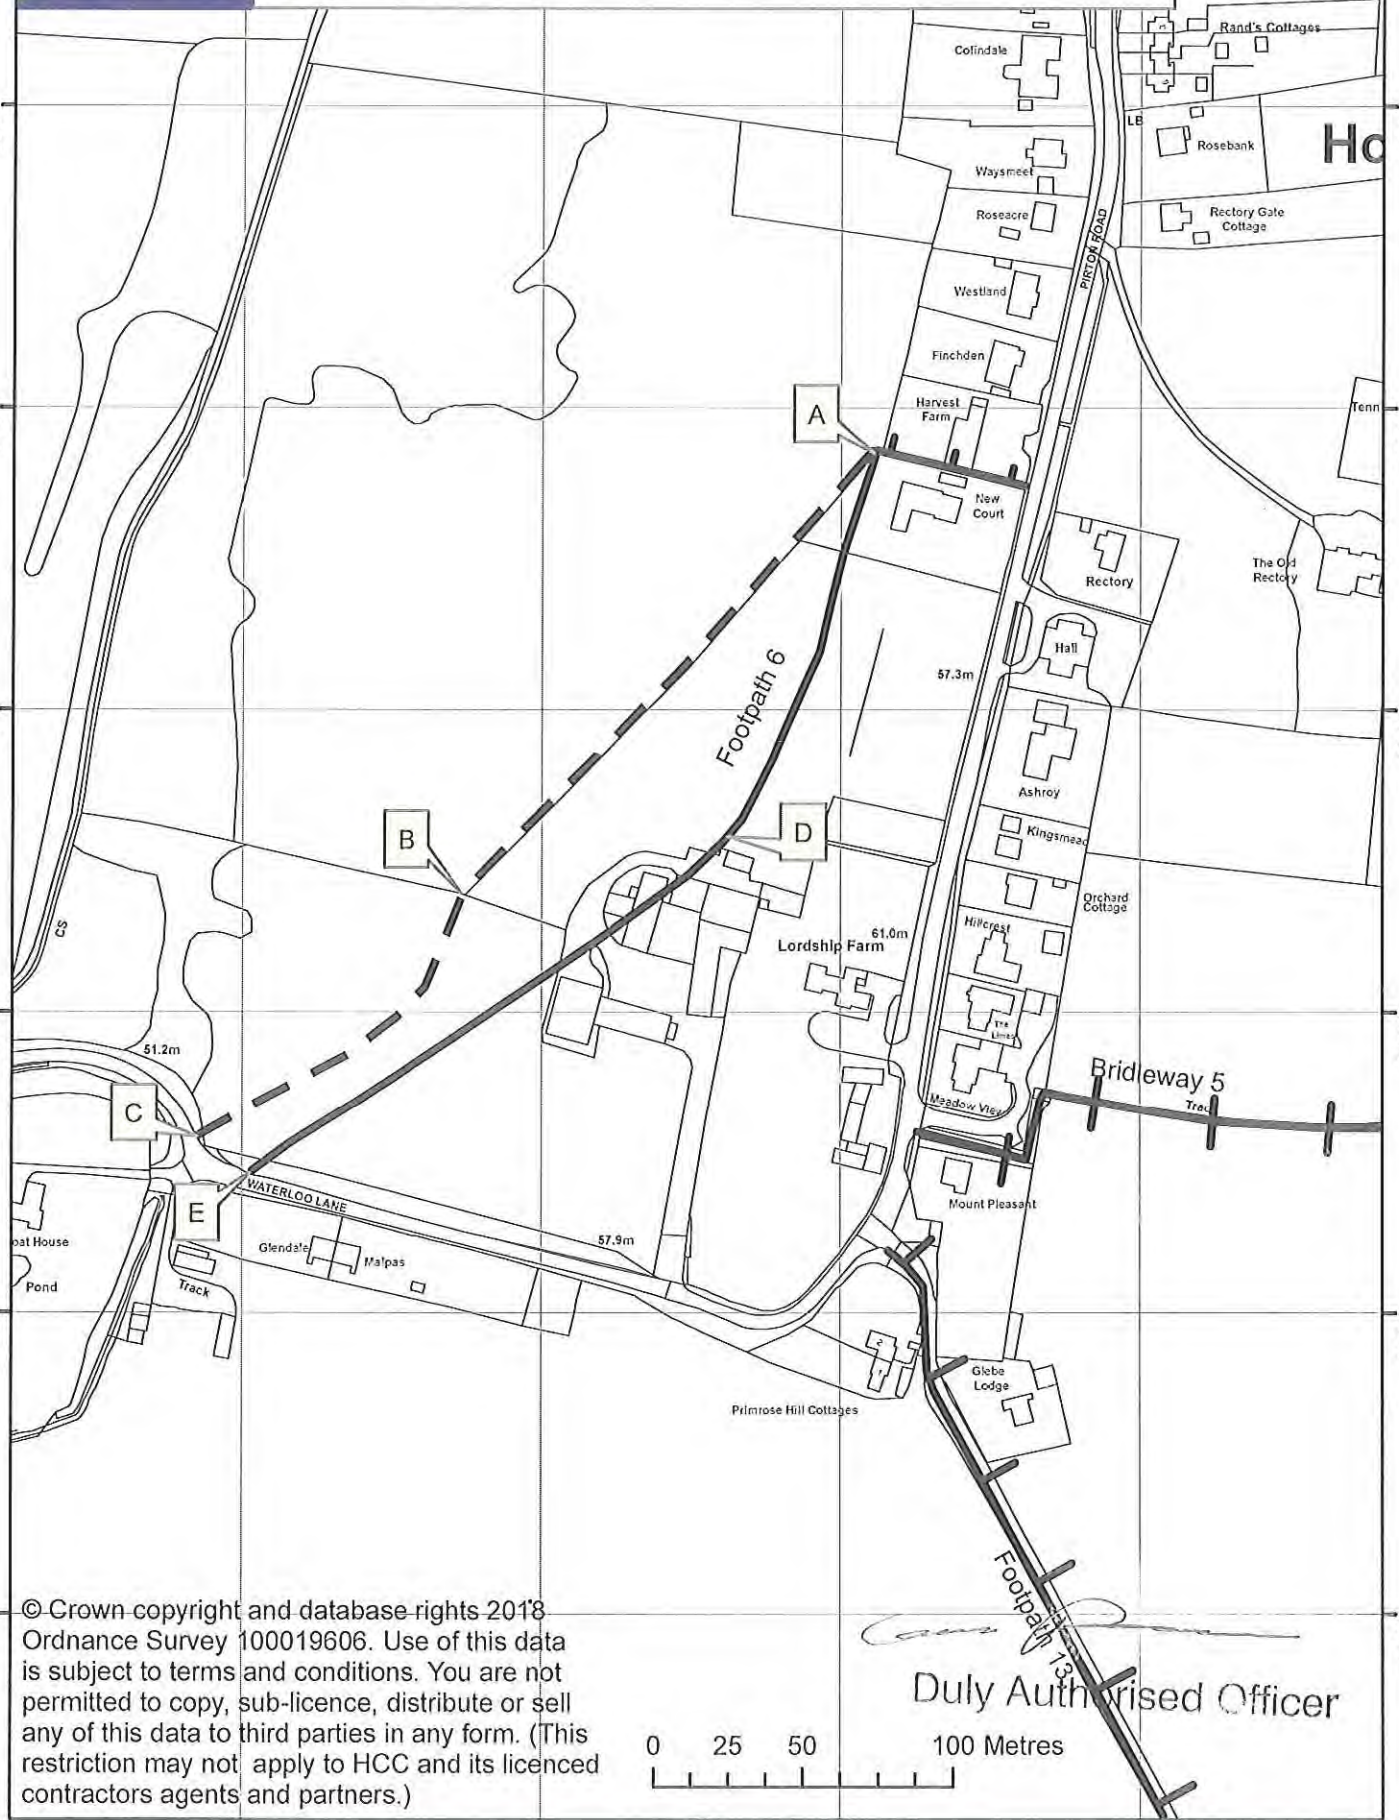 Colindale
Rand's Cottages
LB
Rosebank
Ho
Waysmeet
Roseacre
Rectory Gate
Cottage
PIRTON ROAD
Westland
Finchden
A
Harvest
Farm
Tenn
New
Court
Rectory
The Old
Rectory
Hall
57.3m
Footpath 6
Ashroy
B
D
Kingsmead
Orchard
Cottage
CS
Hillcrest
61.0m
Lordship Farm
The
Limes
51.2m
Bridleway 5
Track
C
Meadow View
Mount Pleasant
E
WATERLOO LANE
oat House
Glendale
Malpas
57.9m
Pond
Track
2
1
Glebe
Lodge
Primrose Hill Cottages
Footpath 13
© Crown copyright and database rights 2018
Ordnance Survey 100019606. Use of this data
is subject to terms and conditions. You are not
permitted to copy, sub-licence, distribute or sell
any of this data to third parties in any form. (This
restriction may not apply to HCC and its licenced
contractors agents and partners.)
Duly Authorised Officer
0 25 50 100 Metres